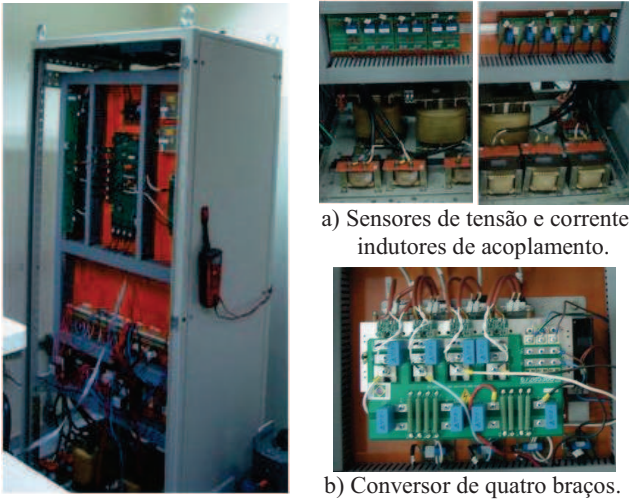 a) Sensores de tensão e corrente
indutores de acoplamento.
b) Conversor de quatro braços.